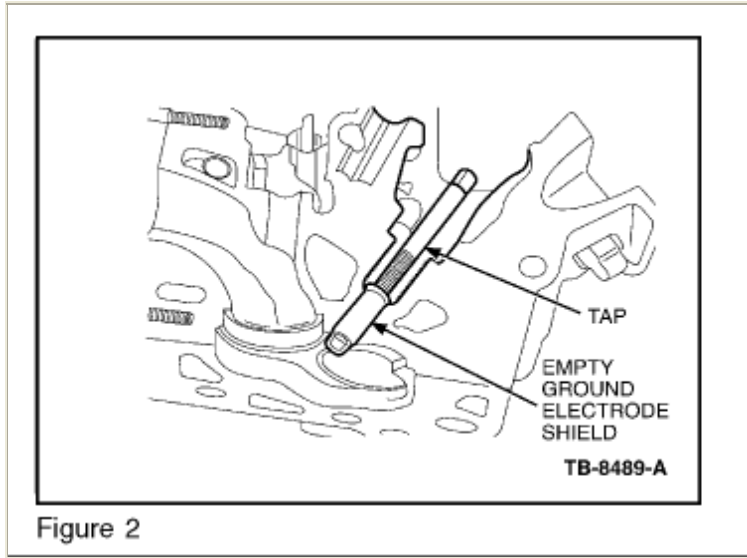 TAP
EMPTY
GROUND
ELECTRODE
SHIELD
TB-8489-A
Figure 2